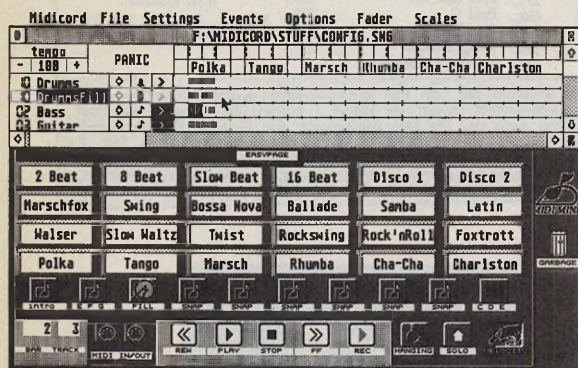 Midicord File Settings Events Options Fader Scales
F:\MIDICORD\STUFF\CONFIG.SNG
tempo
- 100 + PANIC
Polka Tango Marsch Rhumba Cha-Cha Charlston
Drums
DrummsFill
02 Bass
03 Guitar
EASYPAGE
2 Beat 8 Beat Slow Beat 16 Beat Disco 1 Disco 2
Marschfox Swing Bossa Nova Ballade Samba Latin
Walser Slow Waltz Twist Rockswing Rock'nRoll Foxtrott
Polka Tango Marsch Rhumba Cha-Cha Charlston
GARBAGE
intro E F G FILL SNAP SNAP SNAP SNAP SNAP C D E
2 3
BAR TRACK MIDI IN/OUT REW PLAY STOP FF REC HANGING SOLO